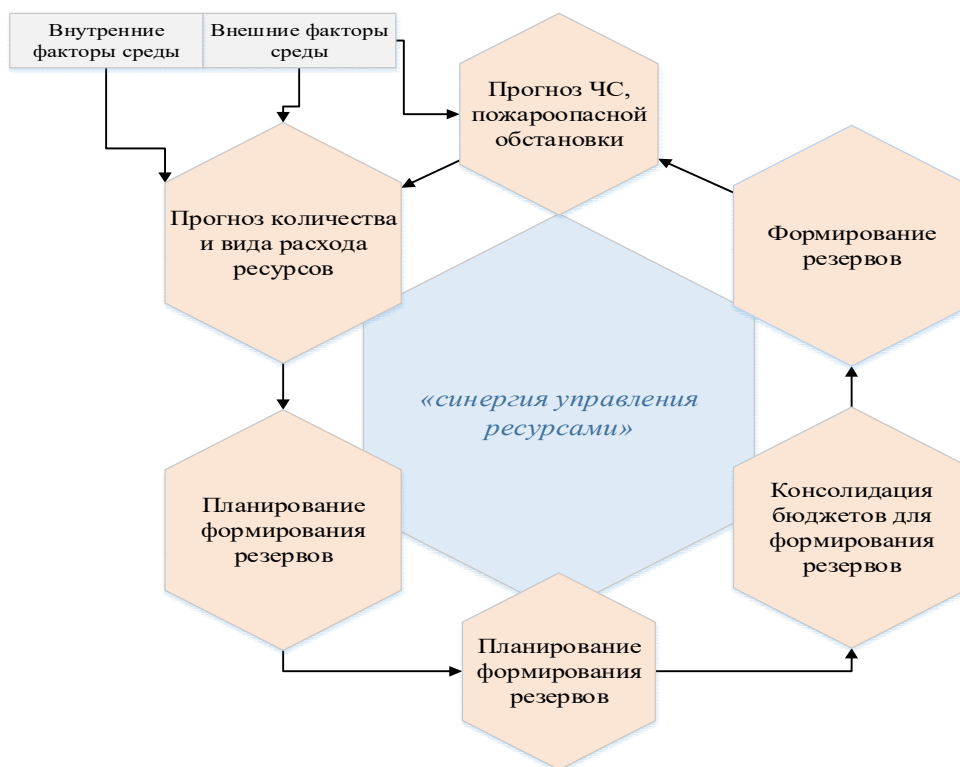 Внутренние
факторы среды
Внешние факторы
среды
Прогноз ЧС,
пожароопасной
обстановки
Прогноз количества
и вида расхода
ресурсов
Формирование
резервов
«синергия управления
ресурсами»
Планирование
формирования
резервов
Консолидация
бюджетов для
формирования
резервов
Планирование
формирования
резервов